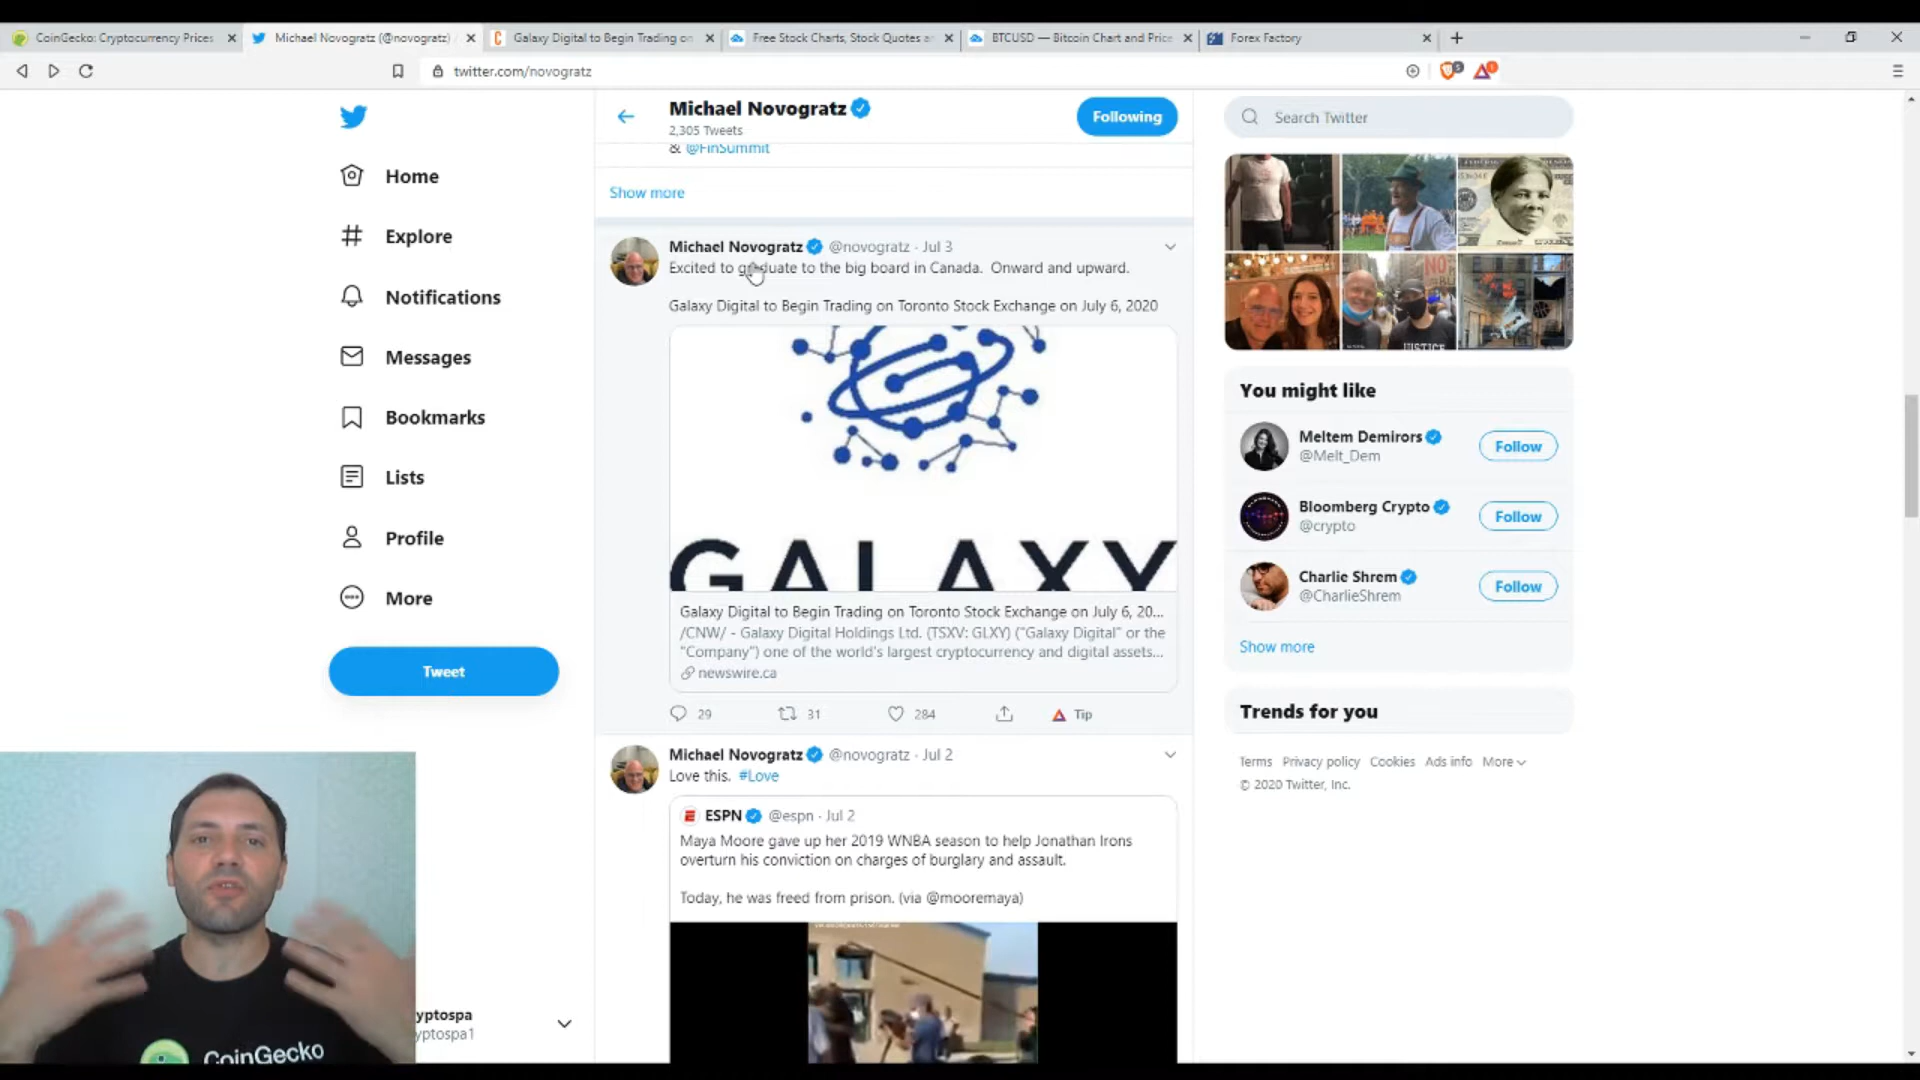 CoinGecko: Cryptocurrency Prices
Michael Novogratz (@novogratz)
Galaxy Digital to Begin Trading on
Free Stock Charts, Stock Quotes a
BTCUSD — Bitcoin Chart and Price
Forex Factory
twitter.com/novogratz
Michael Novogratz
2,305 Tweets
Following
& @FinSummit
Show more
Home
Explore
Notifications
Messages
Bookmarks
Lists
Profile
More
Tweet
Michael Novogratz @novogratz · Jul 3
Excited to graduate to the big board in Canada. Onward and upward.
Galaxy Digital to Begin Trading on Toronto Stock Exchange on July 6, 2020
GALAXY
Galaxy Digital to Begin Trading on Toronto Stock Exchange on July 6, 20...
/CNW/ - Galaxy Digital Holdings Ltd. (TSXV: GLXY) ("Galaxy Digital" or the
"Company") one of the world's largest cryptocurrency and digital assets...
newswire.ca
29
31
284
Tip
Michael Novogratz @novogratz · Jul 2
Love this. #Love
ESPN @espn · Jul 2
Maya Moore gave up her 2019 WNBA season to help Jonathan Irons
overturn his conviction on charges of burglary and assault.
Today, he was freed from prison. (via @mooremaya)
Search Twitter
NO
JUSTICE
You might like
Meltem Demirors
@Melt_Dem
Follow
Bloomberg Crypto
@crypto
Follow
Charlie Shrem
@CharlieShrem
Follow
Show more
Trends for you
Terms Privacy policy Cookies Ads info More
© 2020 Twitter, Inc.
yptospa
yptospa1
CoinGecko